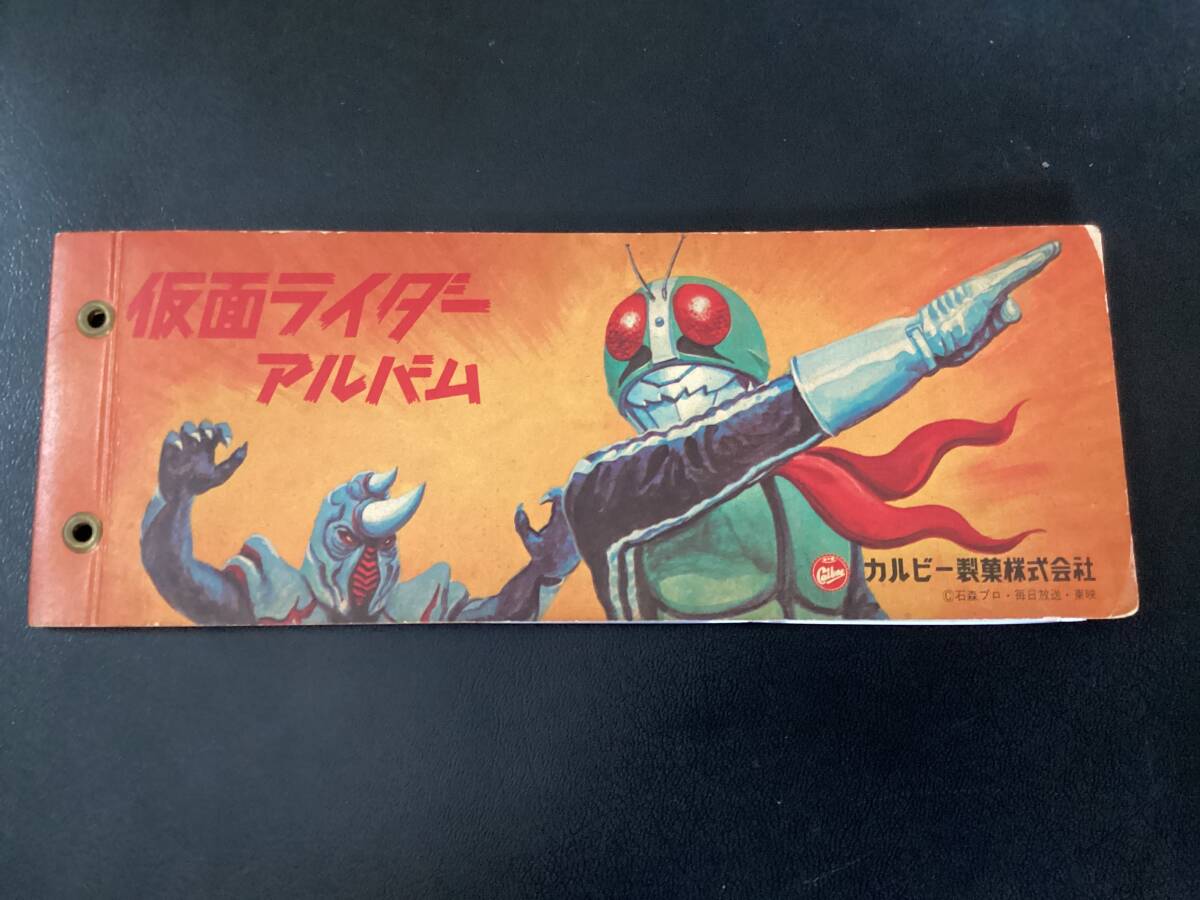 仮面ライダー
アルバム
Calbee
カルビー製菓株式会社
©石森プロ・毎日放送・東映